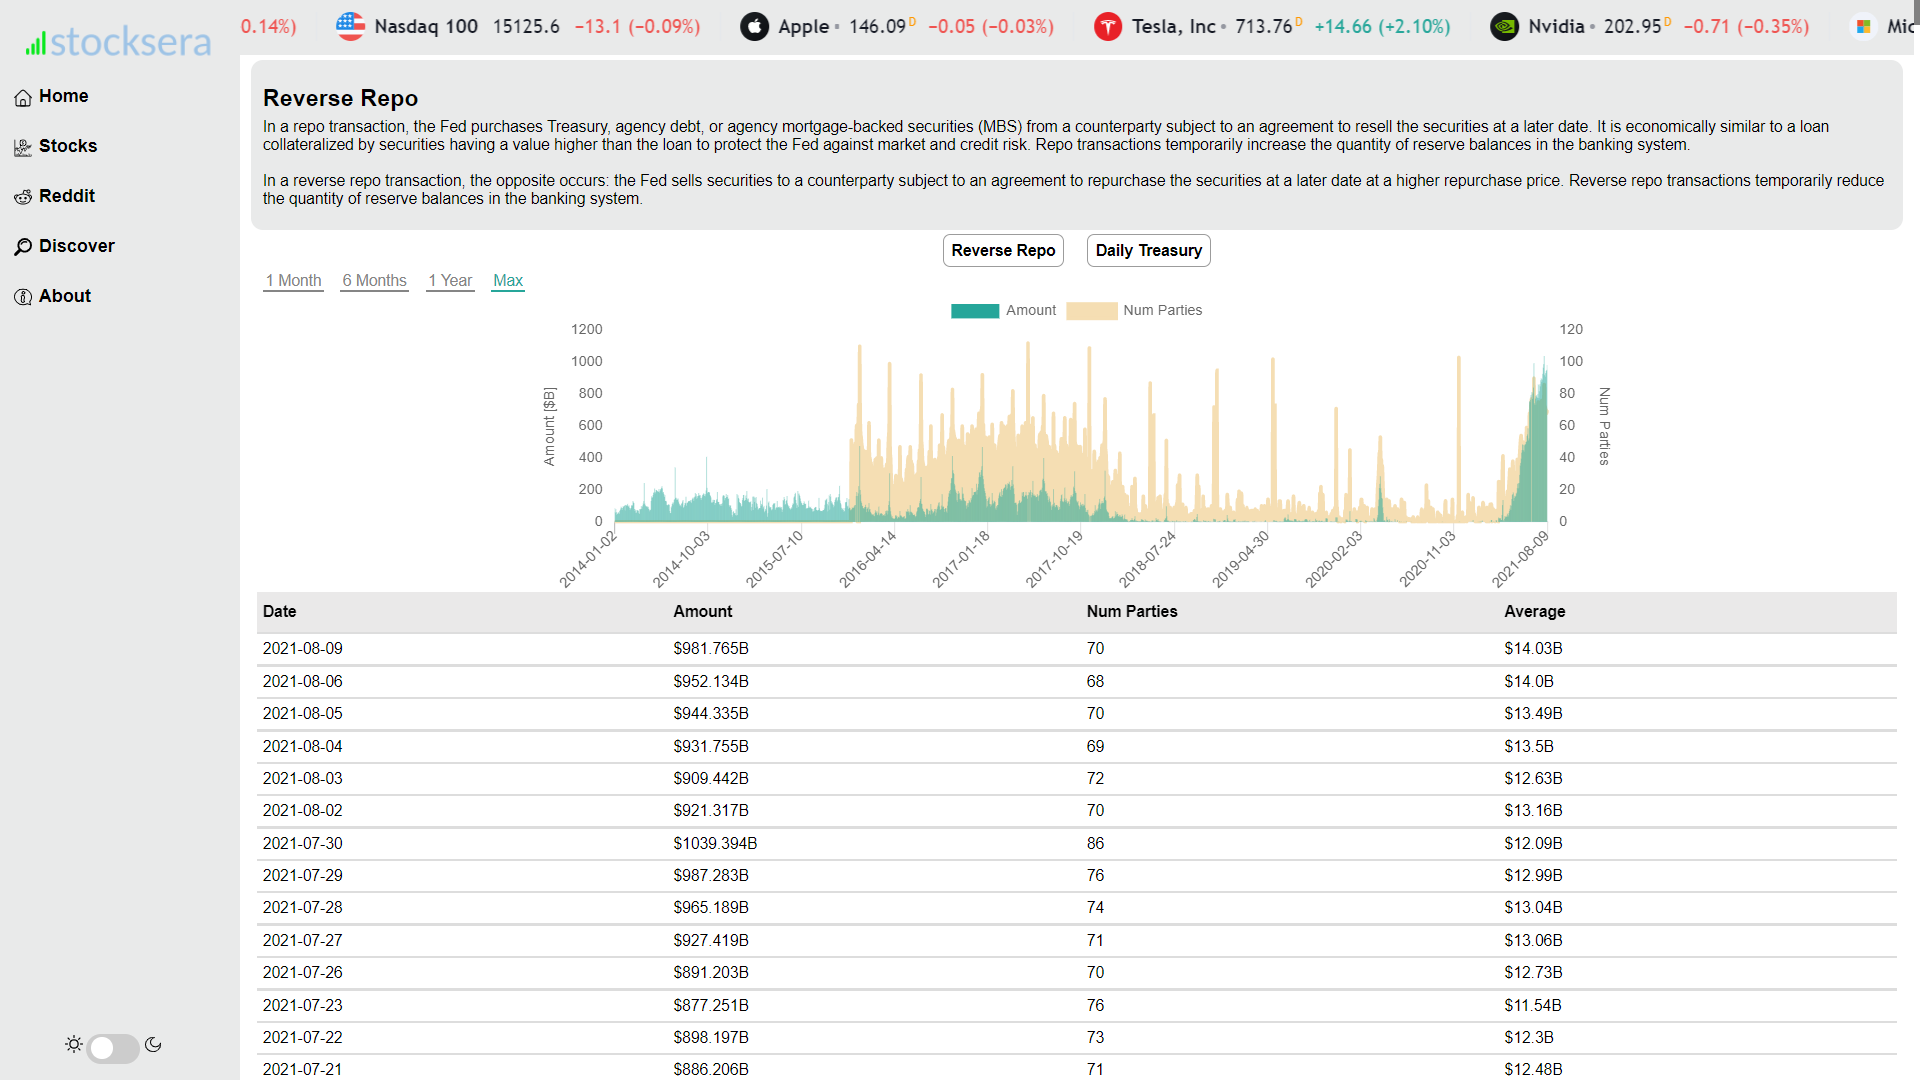 stocksera
0.14%)
Nasdaq 100 15125.6 −13.1 (−0.09%)
Apple • 146.09 D −0.05 (−0.03%)
Tesla, Inc • 713.76 D +14.66 (+2.10%)
Nvidia • 202.95 D −0.71 (−0.35%)
Mic
Home
Stocks
Reddit
Discover
About
Reverse Repo
In a repo transaction, the Fed purchases Treasury, agency debt, or agency mortgage-backed securities (MBS) from a counterparty subject to an agreement to resell the securities at a later date. It is economically similar to a loan
collateralized by securities having a value higher than the loan to protect the Fed against market and credit risk. Repo transactions temporarily increase the quantity of reserve balances in the banking system.
In a reverse repo transaction, the opposite occurs: the Fed sells securities to a counterparty subject to an agreement to repurchase the securities at a later date at a higher repurchase price. Reverse repo transactions temporarily reduce
the quantity of reserve balances in the banking system.
Reverse Repo Daily Treasury
1 Month 6 Months 1 Year Max
Amount Num Parties
Amount [$B]
1200
1000
800
600
400
200
0
120
100
80
60
40
20
0
Num Parties
2014-01-02
2014-10-03
2015-07-10
2016-04-14
2017-01-18
2017-10-19
2018-07-24
2019-04-30
2020-02-03
2020-11-03
2021-08-09
Date Amount Num Parties Average
2021-08-09 $981.765B 70 $14.03B
2021-08-06 $952.134B 68 $14.0B
2021-08-05 $944.335B 70 $13.49B
2021-08-04 $931.755B 69 $13.5B
2021-08-03 $909.442B 72 $12.63B
2021-08-02 $921.317B 70 $13.16B
2021-07-30 $1039.394B 86 $12.09B
2021-07-29 $987.283B 76 $12.99B
2021-07-28 $965.189B 74 $13.04B
2021-07-27 $927.419B 71 $13.06B
2021-07-26 $891.203B 70 $12.73B
2021-07-23 $877.251B 76 $11.54B
2021-07-22 $898.197B 73 $12.3B
2021-07-21 $886.206B 71 $12.48B